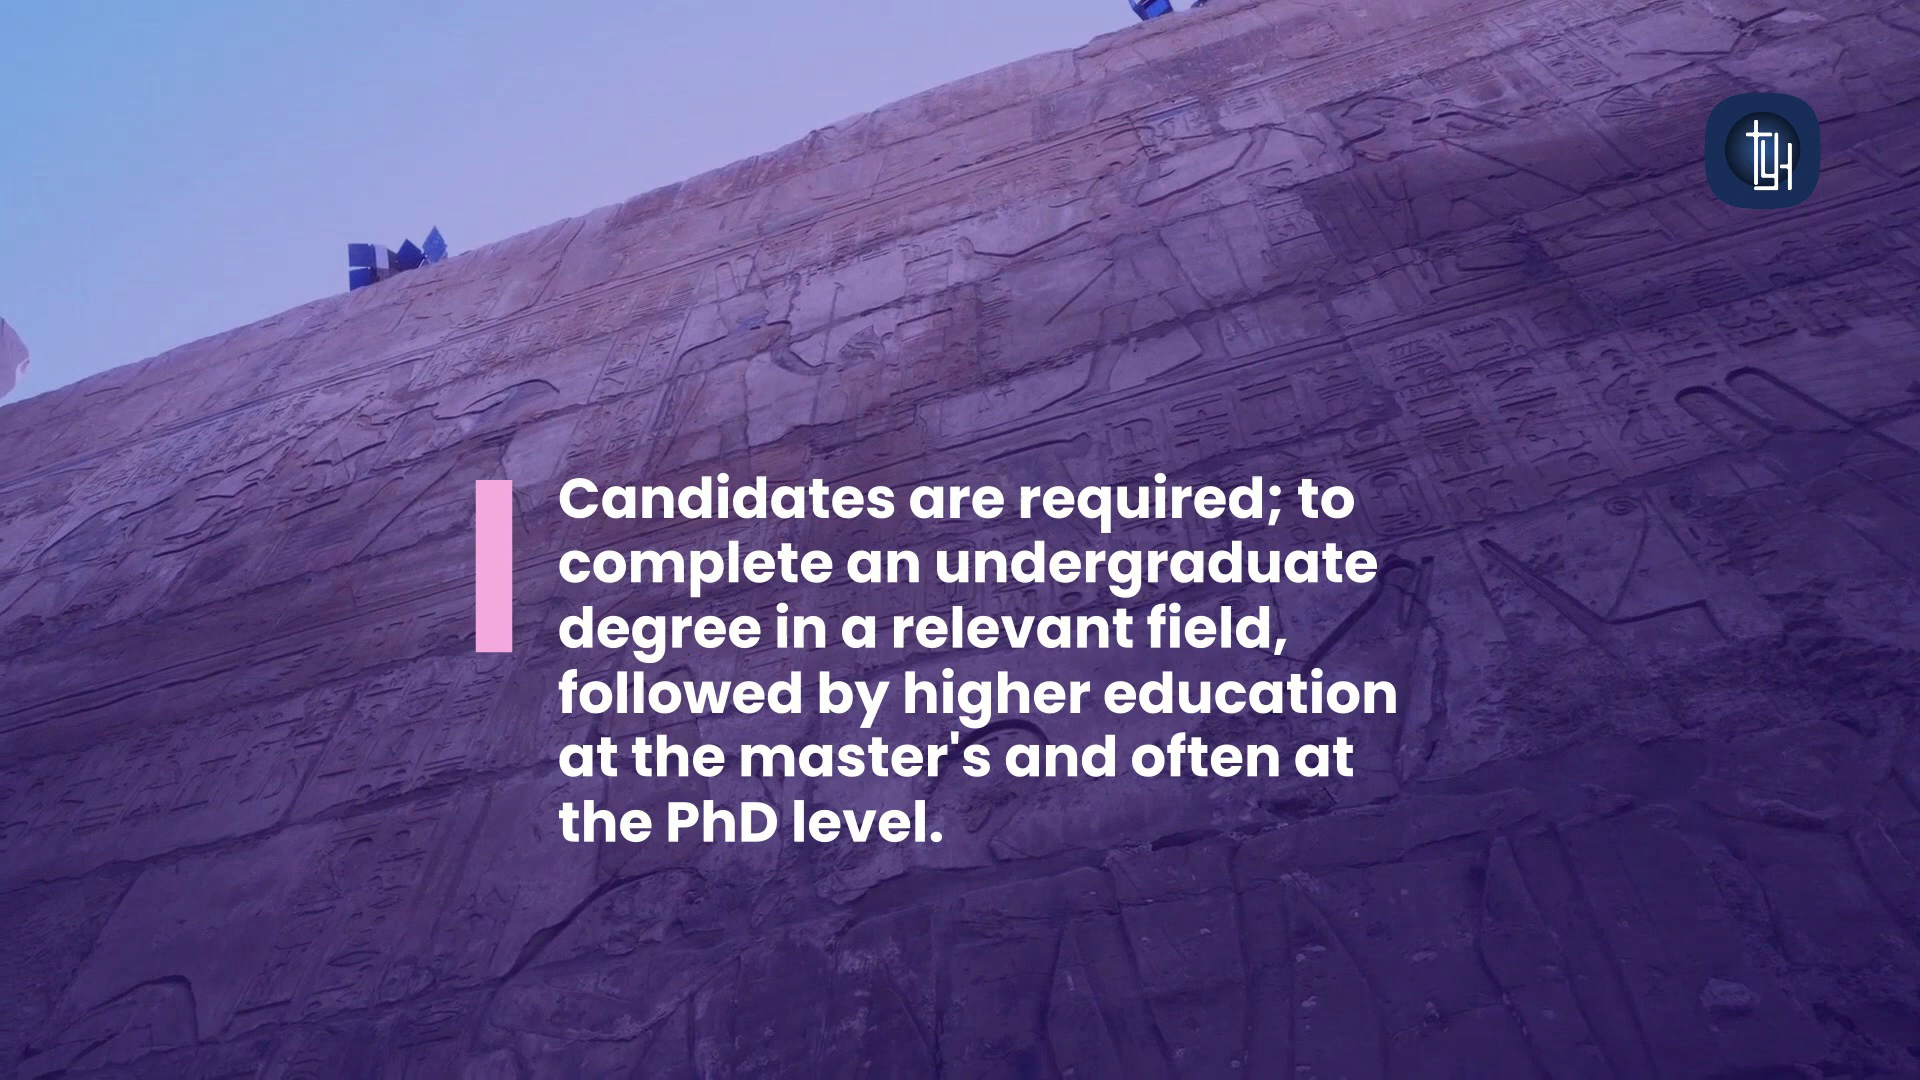 tyh
Candidates are required; to
complete an undergraduate
degree in a relevant field,
followed by higher education
at the master's and often at
the PhD level.